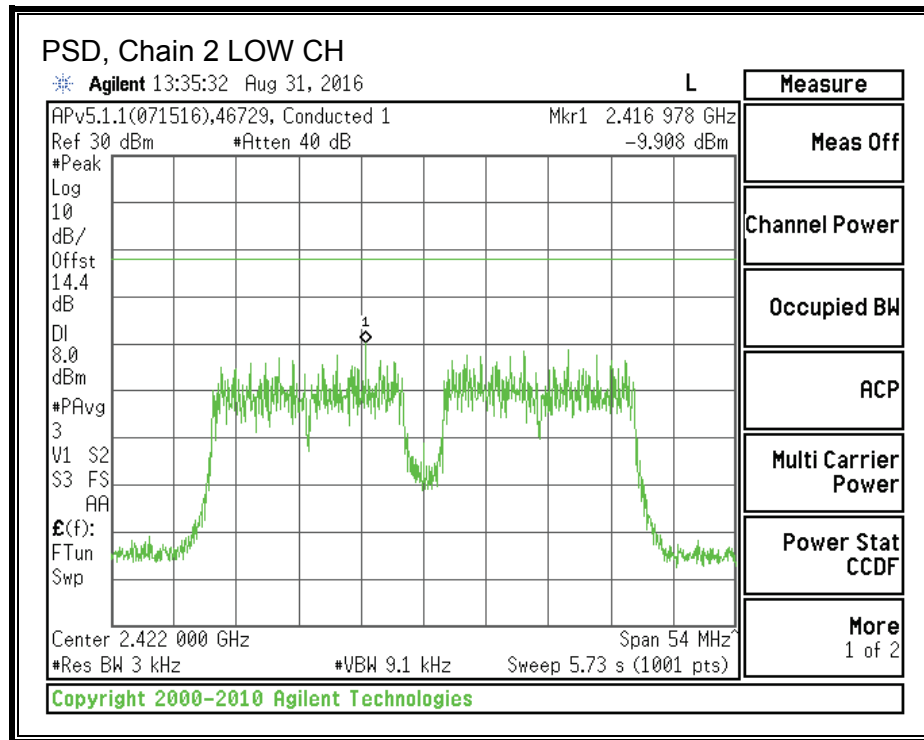 PSD, Chain 2 LOW CH
Agilent 13:35:32 Aug 31, 2016 L Measure
APv5.1.1(071516),46729, Conducted 1 Mkr1 2.416 978 GHz
Ref 30 dBm #Atten 40 dB -9.908 dBm
#Peak
Log
10
dB/
Offst
14.4
dB
DI
8.0
dBm
#PAvg
3
V1 S2
S3 FS
AA
£(f):
FTun
Swp
1
Center 2.422 000 GHz Span 54 MHz^
#Res BW 3 kHz #VBW 9.1 kHz Sweep 5.73 s (1001 pts)
Copyright 2000-2010 Agilent Technologies
Meas Off
Channel Power
Occupied BW
ACP
Multi Carrier
Power
Power Stat
CCDF
More
1 of 2